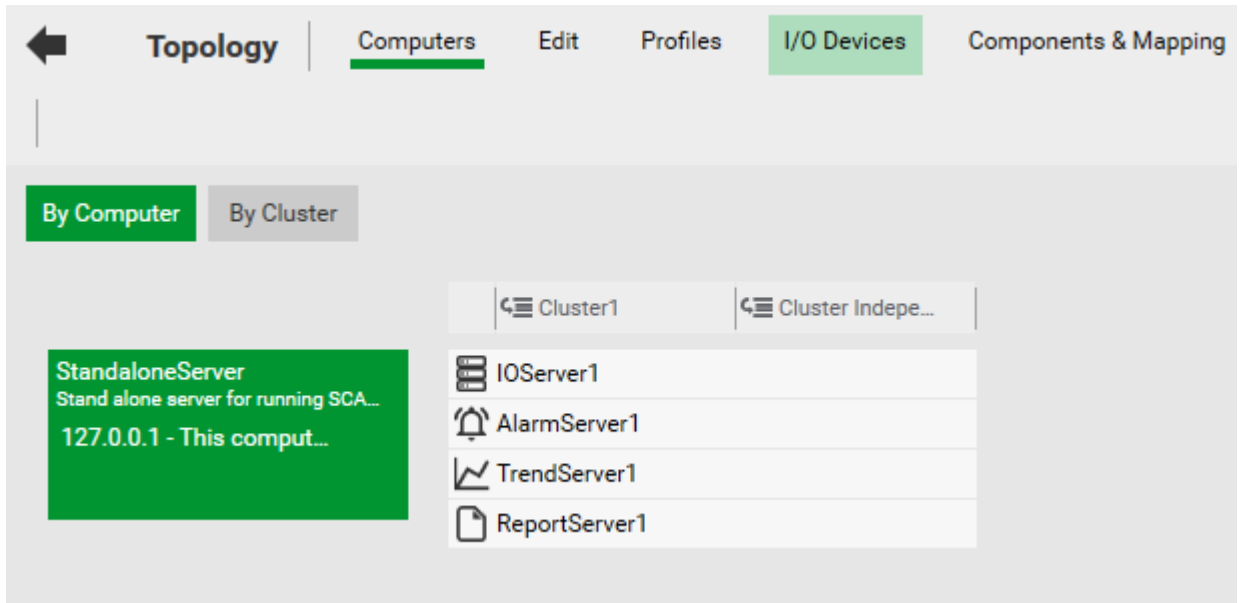 Topology Computers Edit Profiles I/O Devices Components & Mapping
By Computer By Cluster
Cluster1 Cluster Indepe...
StandaloneServer
Stand alone server for running SCA...
127.0.0.1 - This comput...
IOServer1
AlarmServer1
TrendServer1
ReportServer1